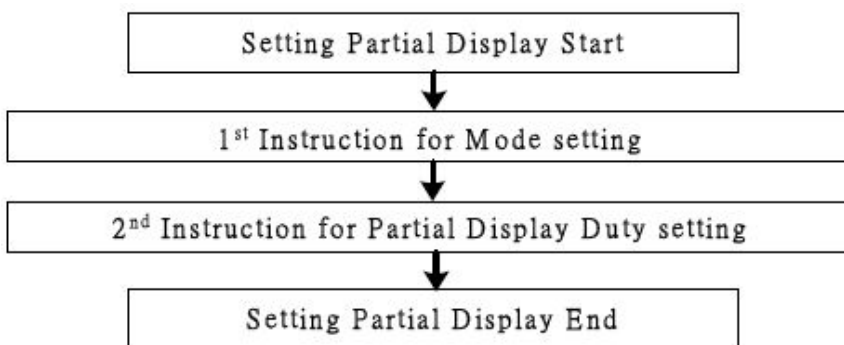 Setting Partial Display Start
1st Instruction for Mode setting
2nd Instruction for Partial Display Duty setting
Setting Partial Display End